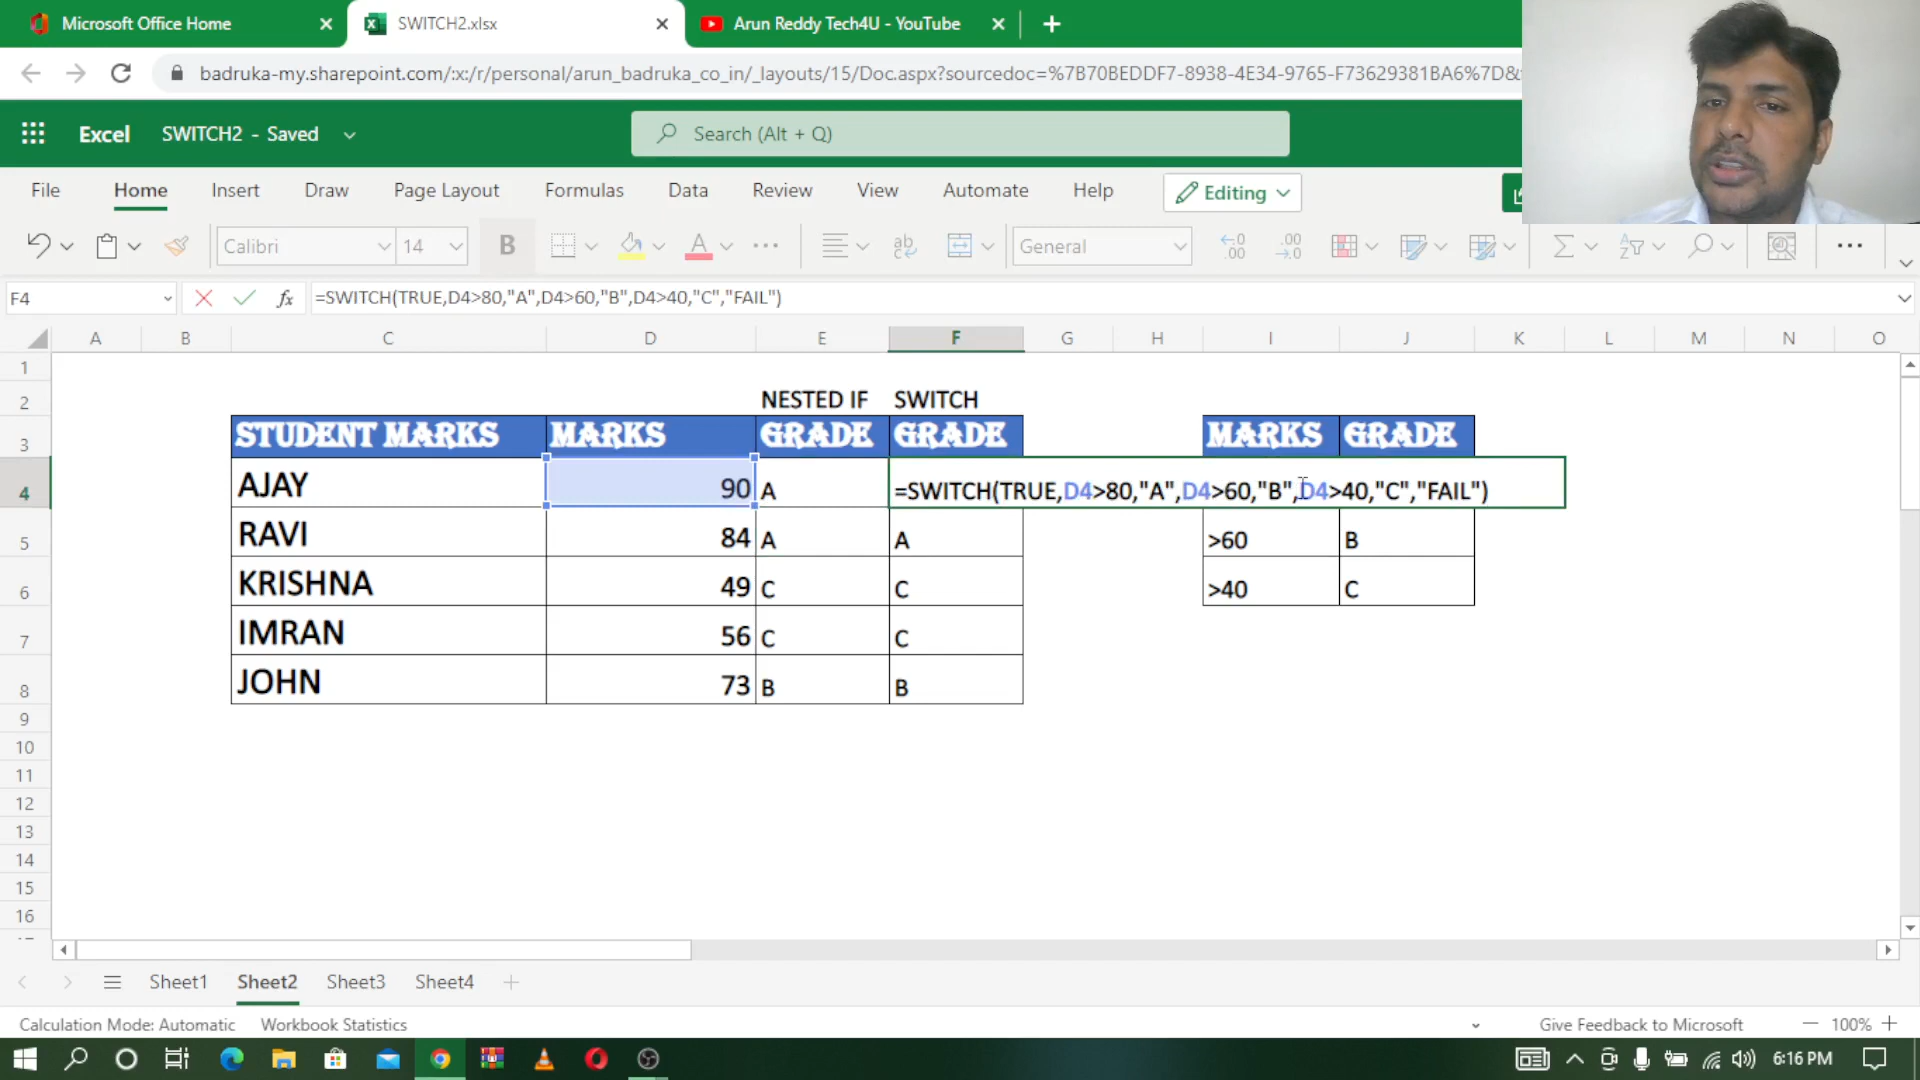 Microsoft Office Home
SWITCH2.xlsx
Arun Reddy Tech4U - YouTube
badruka-my.sharepoint.com/:x:/r/personal/arun_badruka_co_in/_layouts/15/Doc.aspx?sourcedoc=%7B70BEDDF7-8938-4E34-9765-F73629381BA6%7D&
Excel SWITCH2 - Saved
Search (Alt + Q)
File Home Insert Draw Page Layout Formulas Data Review View Automate Help Editing
Calibri 14 B A ab General .00 .00
F4 fx =SWITCH(TRUE,D4>80,"A",D4>60,"B",D4>40,"C","FAIL")
A B C D E F G H I J K L M N O
1
2 NESTED IF SWITCH
3 STUDENT MARKS MARKS GRADE GRADE MARKS GRADE
4 AJAY 90 A =SWITCH(TRUE,D4>80,"A",D4>60,"B",D4>40,"C","FAIL")
5 RAVI 84 A A >60 B
6 KRISHNA 49 C C >40 C
7 IMRAN 56 C C
8 JOHN 73 B B
9
10
11
12
13
14
15
16
Sheet1 Sheet2 Sheet3 Sheet4
Calculation Mode: Automatic Workbook Statistics Give Feedback to Microsoft 100%
6:16 PM